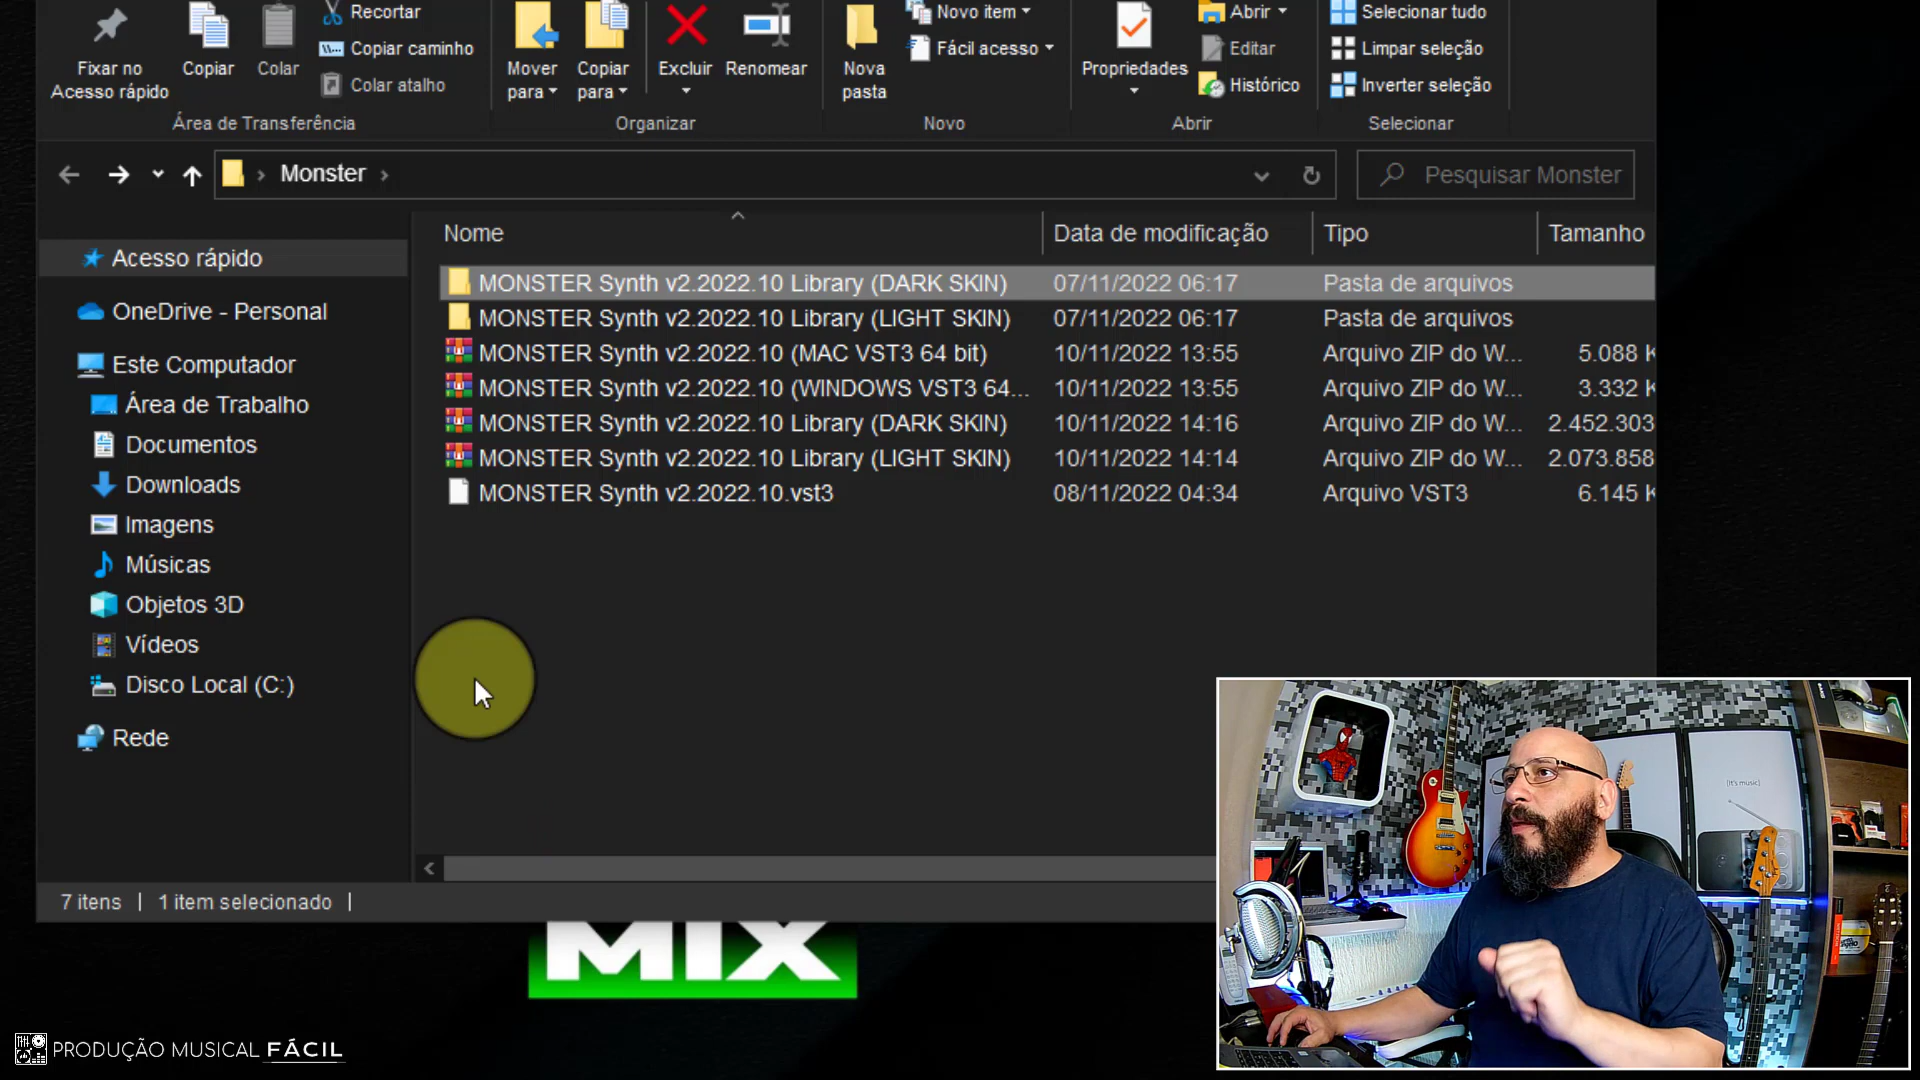 Recortar
Novo item
Abrir
Selecionar tudo
Copiar caminho
Fácil acesso
Editar
Limpar seleção
Fixar no
Acesso rápido
Copiar
Colar
Colar atalho
Mover
para
Copiar
para
Excluir
Renomear
Nova
pasta
Propriedades
Histórico
Inverter seleção
Área de Transferência
Organizar
Novo
Abrir
Selecionar
Monster
Pesquisar Monster
Nome
Data de modificação
Tipo
Tamanho
Acesso rápido
OneDrive - Personal
Este Computador
Área de Trabalho
Documentos
Downloads
Imagens
Músicas
Objetos 3D
Vídeos
Disco Local (C:)
Rede
MONSTER Synth v2.2022.10 Library (DARK SKIN) 07/11/2022 06:17 Pasta de arquivos
MONSTER Synth v2.2022.10 Library (LIGHT SKIN) 07/11/2022 06:17 Pasta de arquivos
MONSTER Synth v2.2022.10 (MAC VST3 64 bit) 10/11/2022 13:55 Arquivo ZIP do W... 5.088 K
MONSTER Synth v2.2022.10 (WINDOWS VST3 64... 10/11/2022 13:55 Arquivo ZIP do W... 3.332 K
MONSTER Synth v2.2022.10 Library (DARK SKIN) 10/11/2022 14:16 Arquivo ZIP do W... 2.452.303
MONSTER Synth v2.2022.10 Library (LIGHT SKIN) 10/11/2022 14:14 Arquivo ZIP do W... 2.073.858
MONSTER Synth v2.2022.10.vst3 08/11/2022 04:34 Arquivo VST3 6.145 K
7 itens
1 item selecionado
MIX
PRODUÇÃO MUSICAL FÁCIL
[It's music]